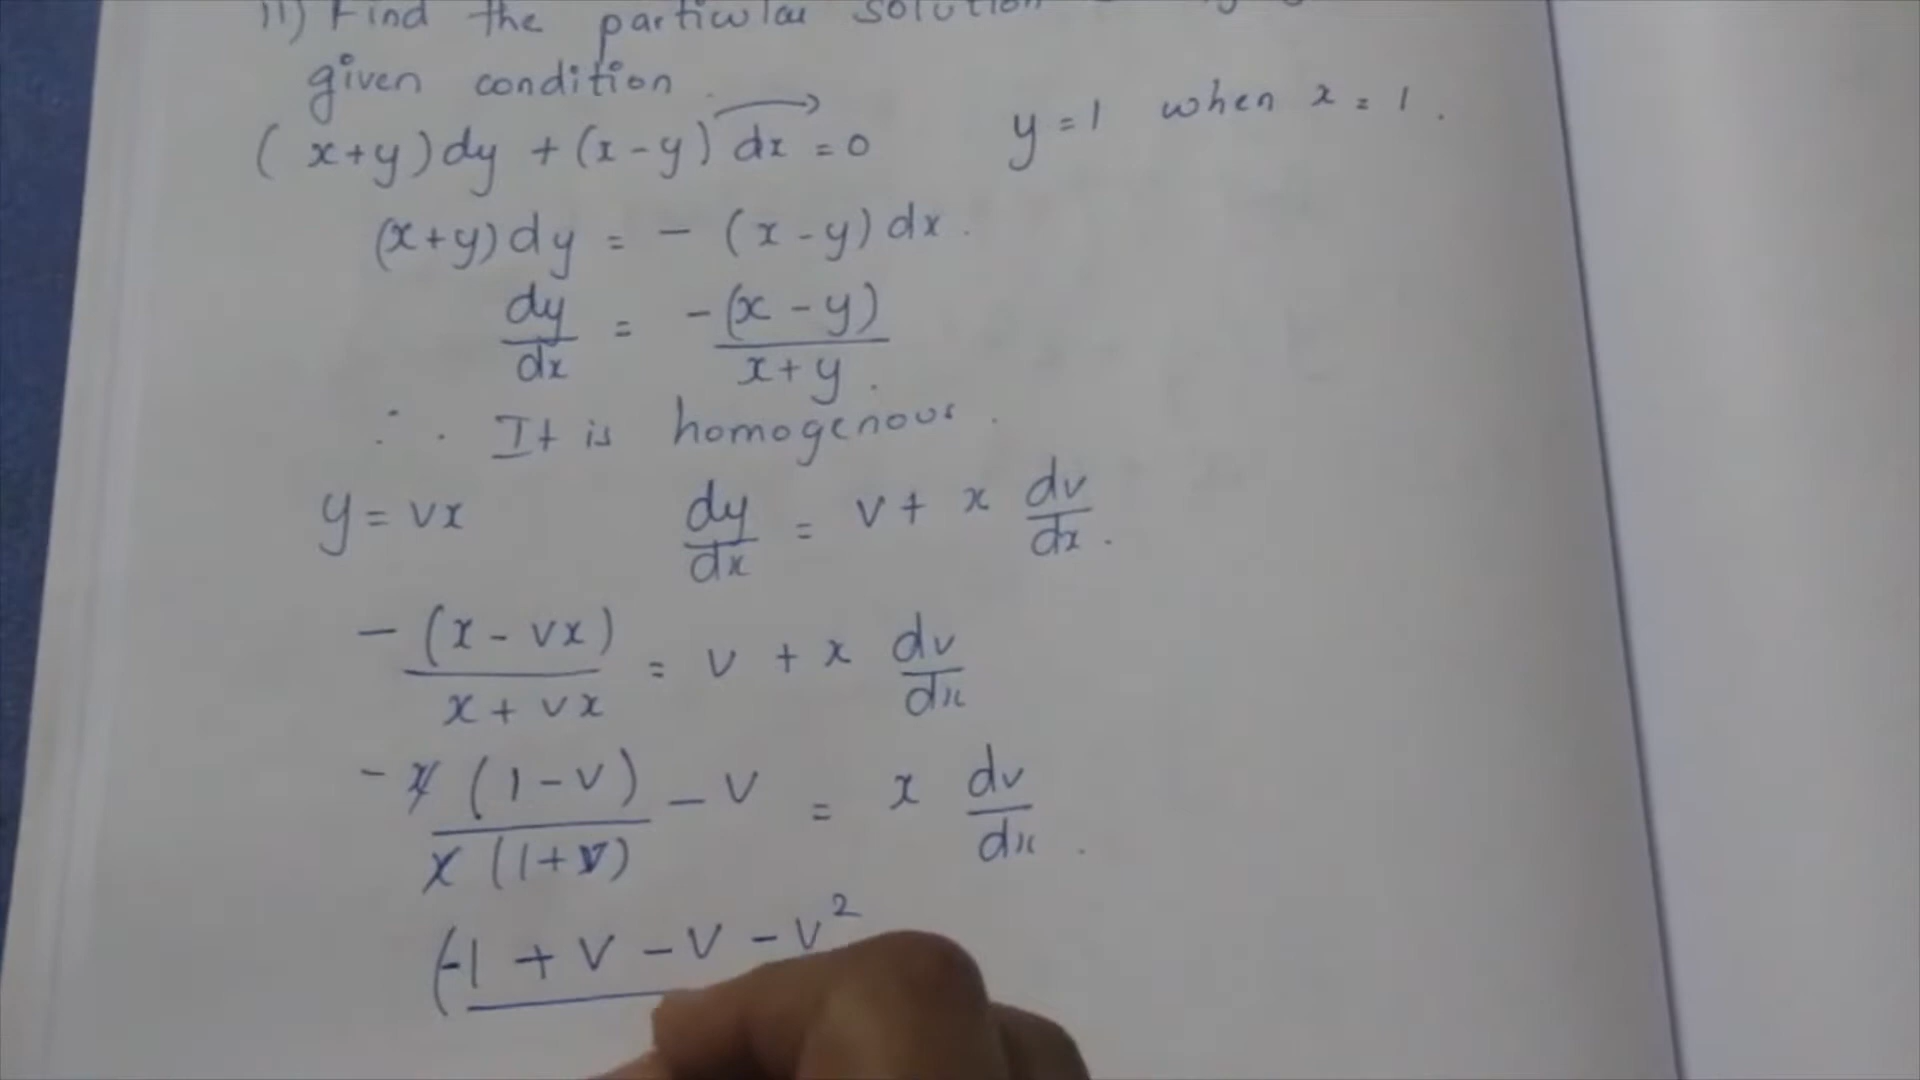 11) Find the particular solution
given condition.
(x+y)dy + (x-y) dx = 0 y = 1 when x = 1.
(x+y)dy = - (x-y)dx.
dy/dx = -(x-y)/x+y.
∴ It is homogenous.
y = vx dy/dx = v + x dv/dx.
-(x-vx)/x+vx = v + x dv/dx
-x(1-v)/x(1+v) - v = x dv/dx.
(-1 + v - v - v²